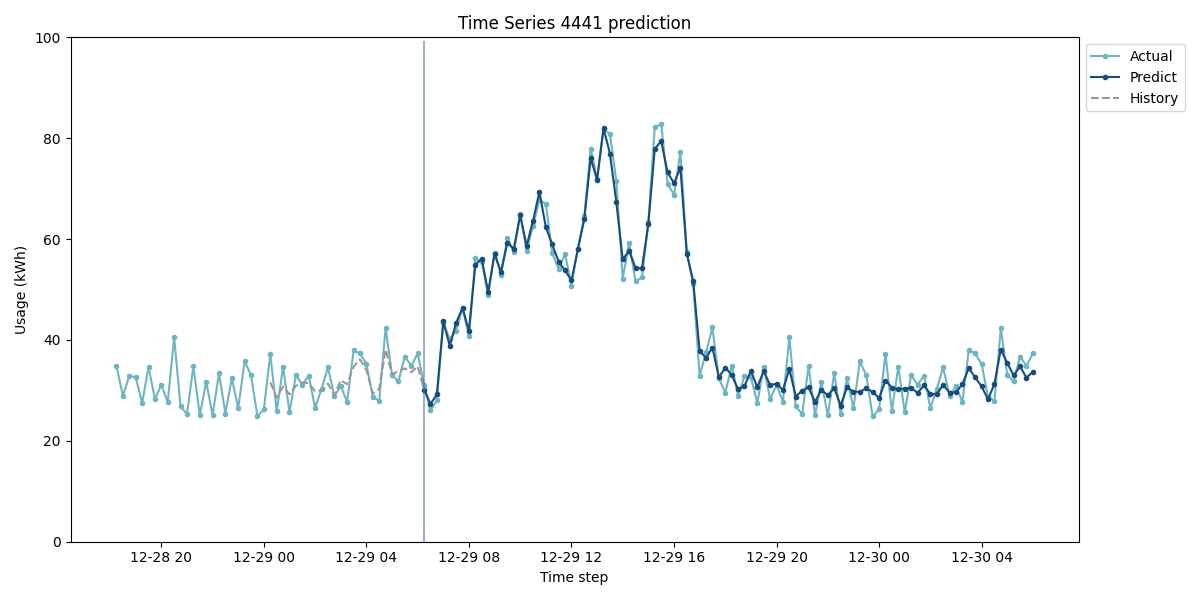 Time Series 4441 prediction
100
80
60
40
20
0
Usage (kWh)
12-28 20
12-29 00
12-29 04
12-29 08
12-29 12
12-29 16
12-29 20
12-30 00
12-30 04
Time step
Actual
Predict
History